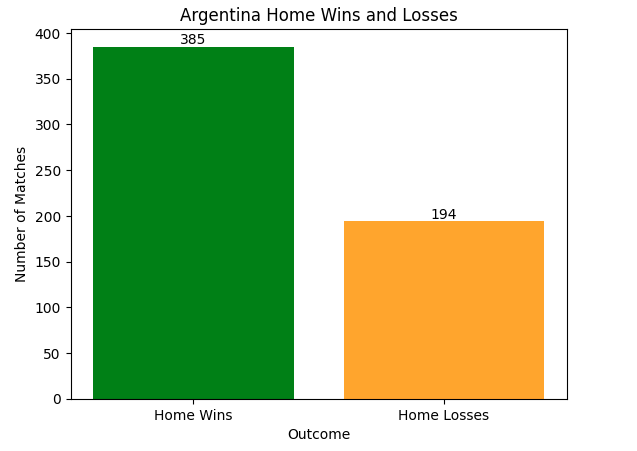 Argentina Home Wins and Losses
400
350
300
250
200
150
100
50
0
Number of Matches
385
194
Home Wins
Home Losses
Outcome